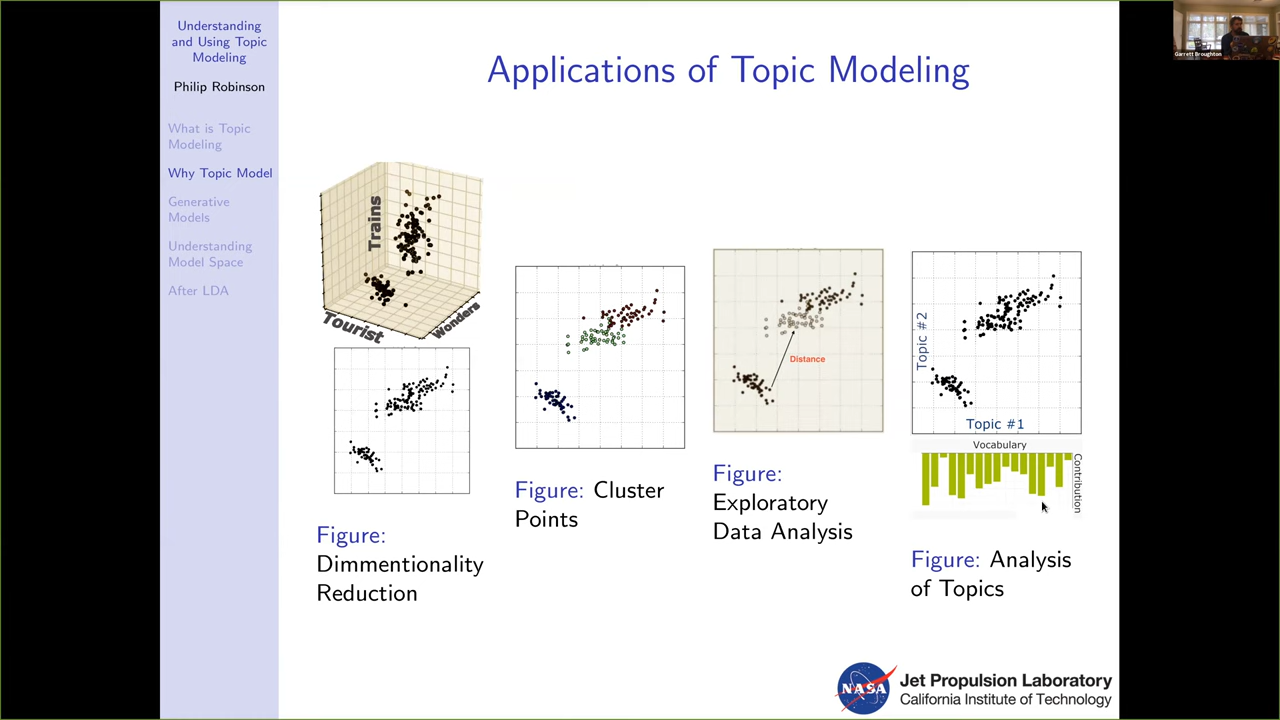 Understanding
and Using Topic
Modeling
Philip Robinson
What is Topic
Modeling
Why Topic Model
Generative
Models
Understanding
Model Space
After LDA
Applications of Topic Modeling
Trains
Tourist
Wonders
Figure:
Dimmentionality
Reduction
Figure: Cluster
Points
Distance
Figure:
Exploratory
Data Analysis
Topic #2
Topic #1
Vocabulary
Contribution
Figure: Analysis
of Topics
NASA
Jet Propulsion Laboratory
California Institute of Technology
Garrett Broughton